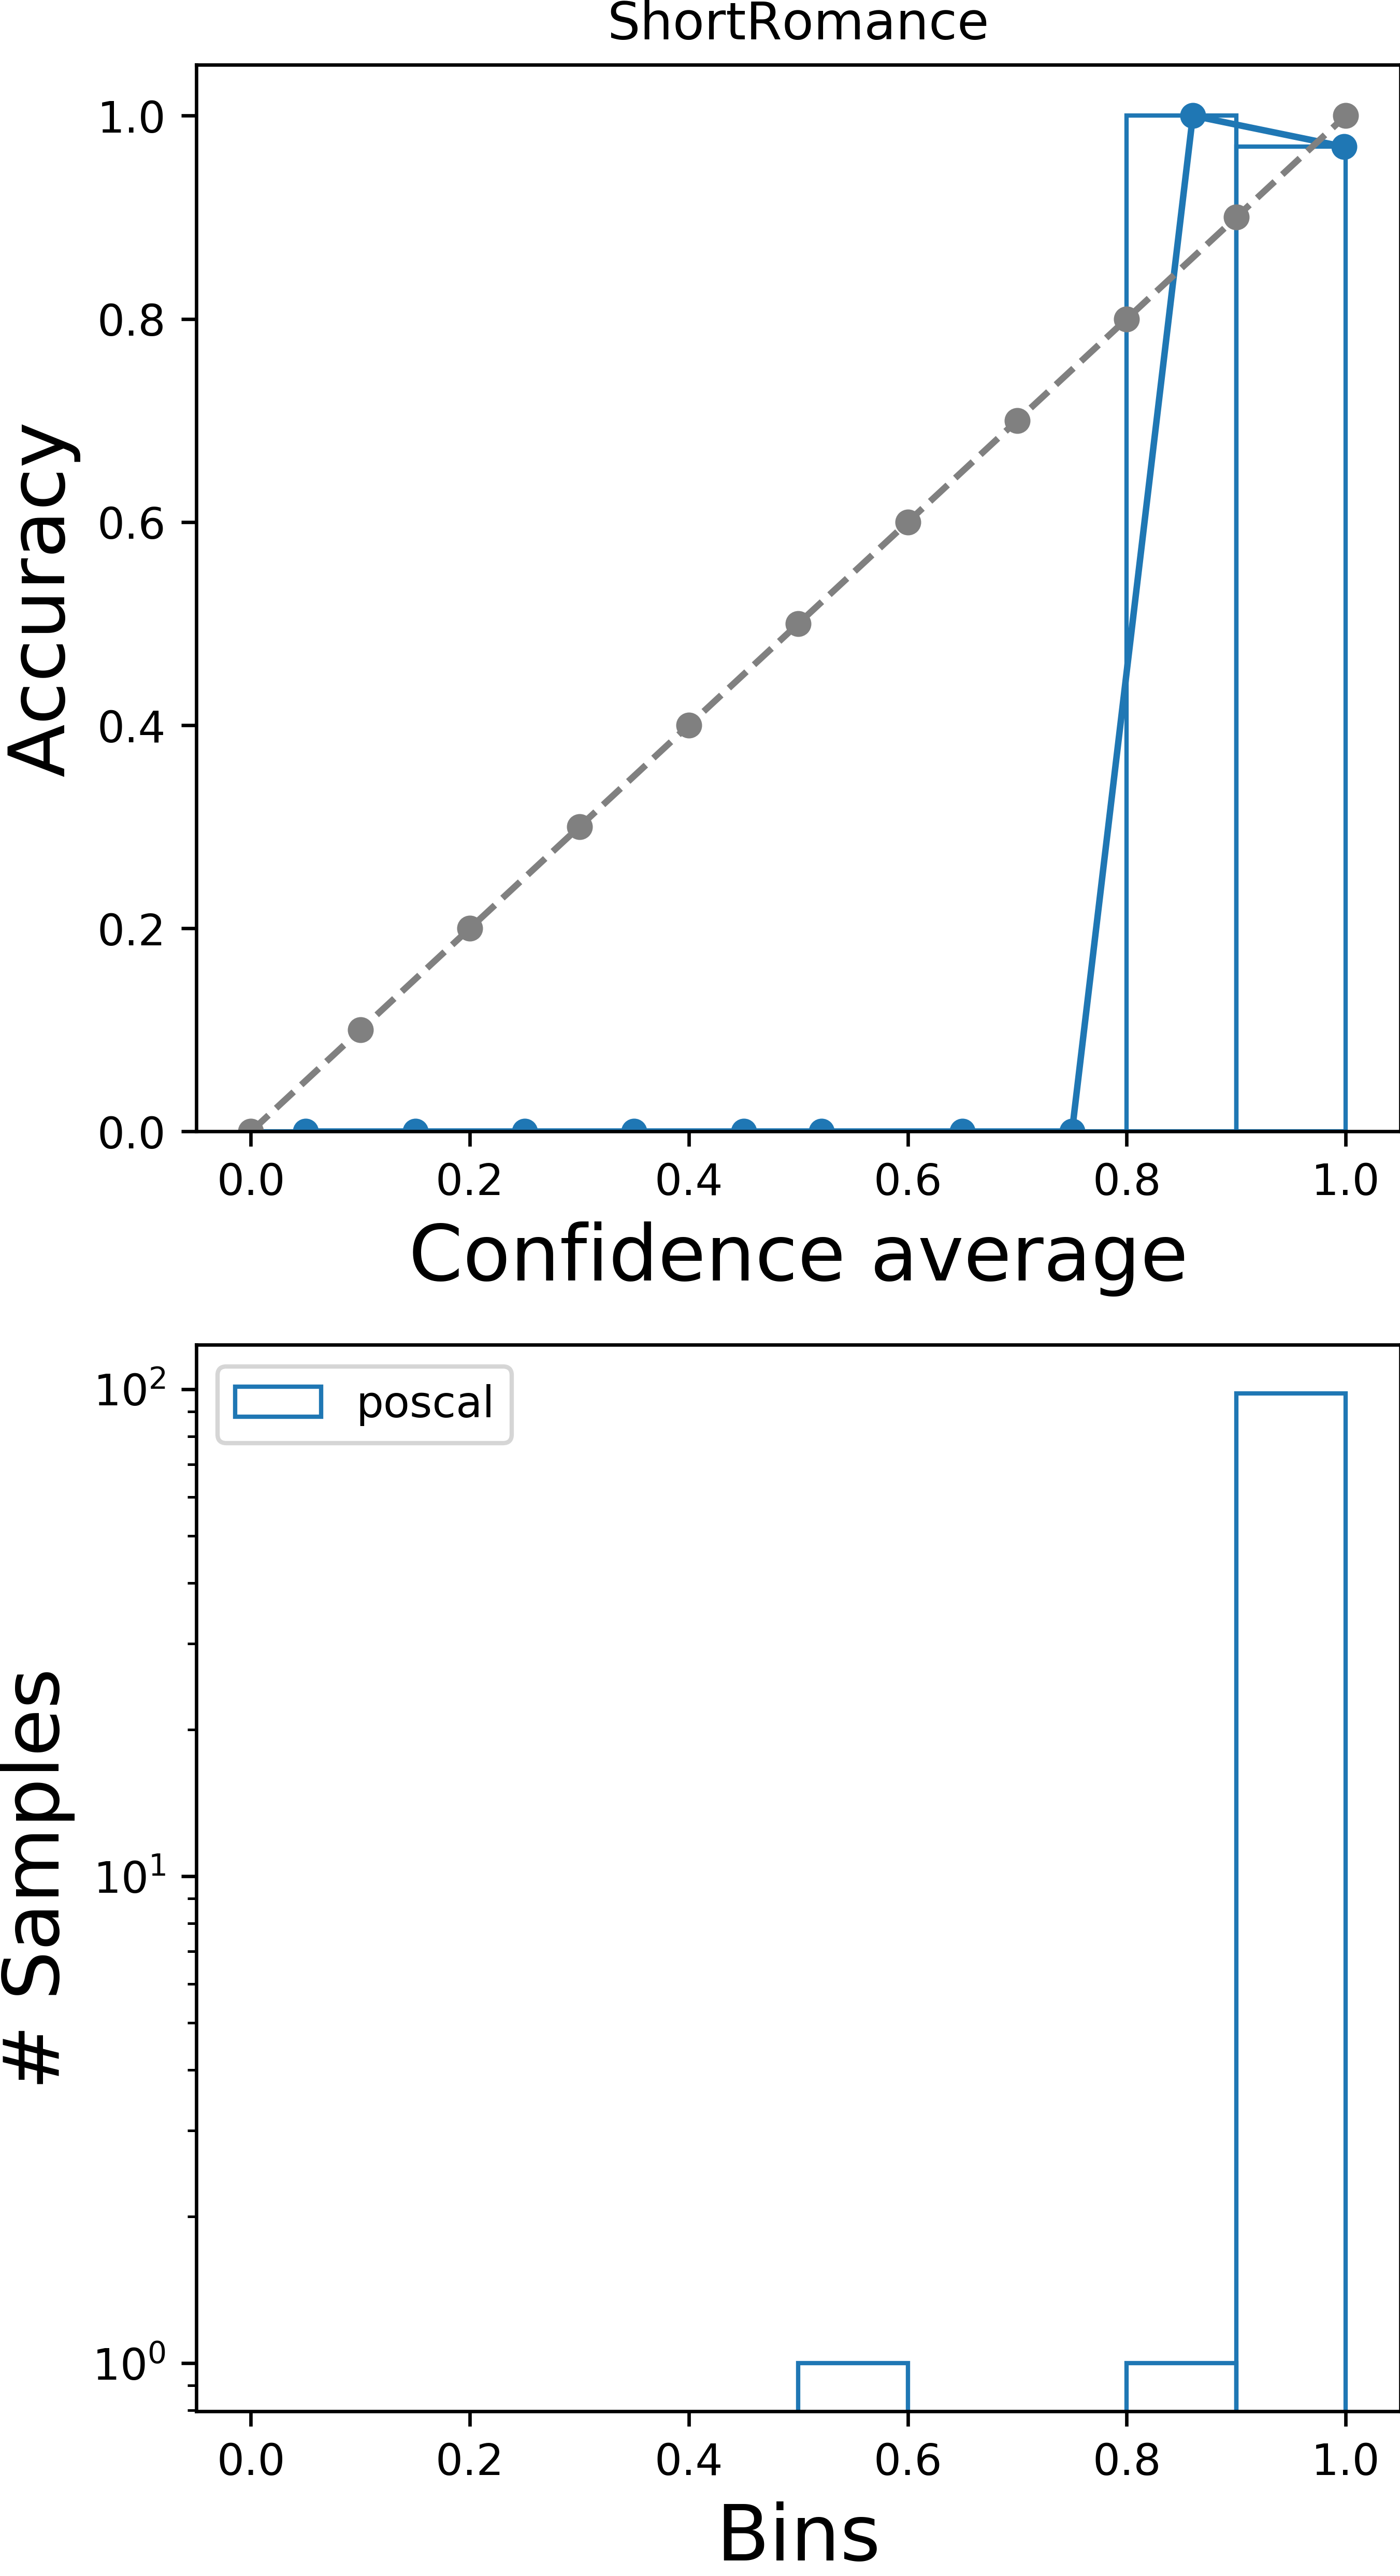 ShortRomance
1.0
0.8
0.6
0.4
0.2
0.0
Accuracy
0.0 0.2 0.4 0.6 0.8 1.0
Confidence average
poscal
10²
10¹
10⁰
# Samples
0.0 0.2 0.4 0.6 0.8 1.0
Bins